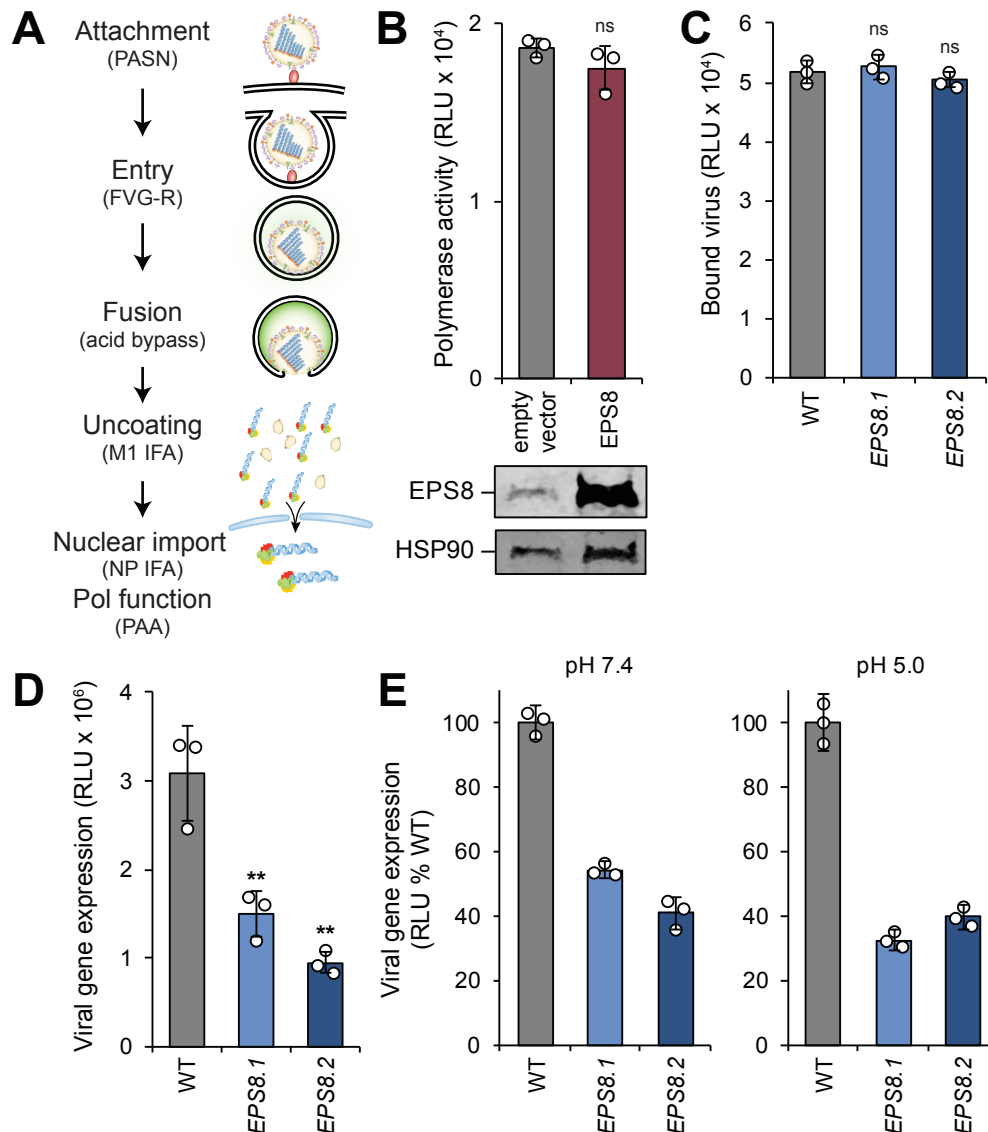 A
Attachment
(PASN)
Entry
(FVG-R)
Fusion
(acid bypass)
Uncoating
(M1 IFA)
Nuclear import
(NP IFA)
Pol function
(PAA)
B
Polymerase activity (RLU x 10⁴)
2
1
0
ns
empty
vector
EPS8
EPS8
HSP90
C
Bound virus (RLU x 10⁴)
6
5
4
3
2
1
0
ns
ns
WT
EPS8.1
EPS8.2
D
Viral gene expression (RLU x 10⁶)
4
3
2
1
0
**
**
WT
EPS8.1
EPS8.2
E
pH 7.4
Viral gene expression
(RLU % WT)
100
80
60
40
20
0
WT
EPS8.1
EPS8.2
pH 5.0
100
80
60
40
20
0
WT
EPS8.1
EPS8.2